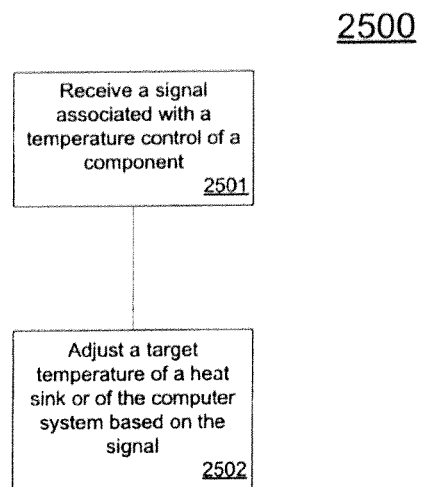 2500
Receive a signal
associated with a
temperature control of a
component
2501
Adjust a target
temperature of a heat
sink or of the computer
system based on the
signal
2502